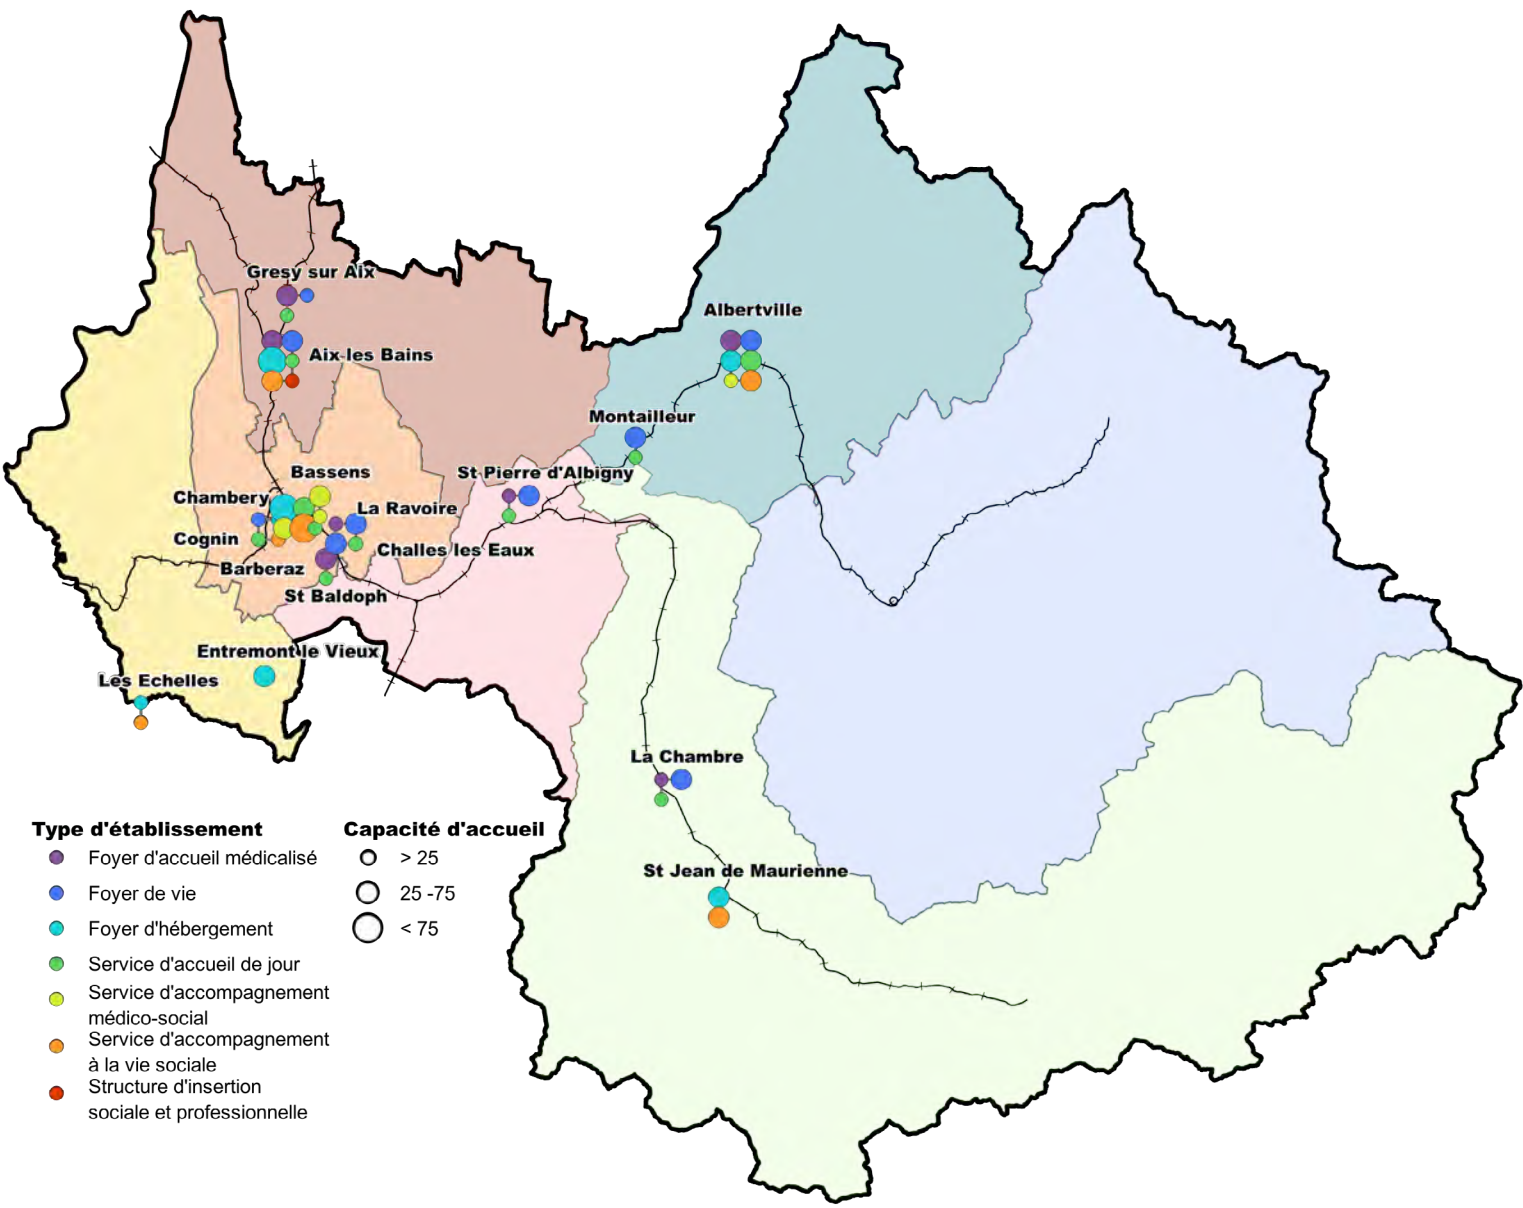 Gresy sur Aix
Albertville
Aix les Bains
Montailleur
Bassens
St Pierre d'Albigny
Chambery
La Ravoire
Cognin
Challes les Eaux
Barberaz
St Baldoph
Entremont le Vieux
Les Echelles
La Chambre
St Jean de Maurienne
Type d'établissement
Foyer d'accueil médicalisé
Foyer de vie
Foyer d'hébergement
Service d'accueil de jour
Service d'accompagnement
médico-social
Service d'accompagnement
à la vie sociale
Structure d'insertion
sociale et professionnelle
Capacité d'accueil
> 25
25 -75
< 75